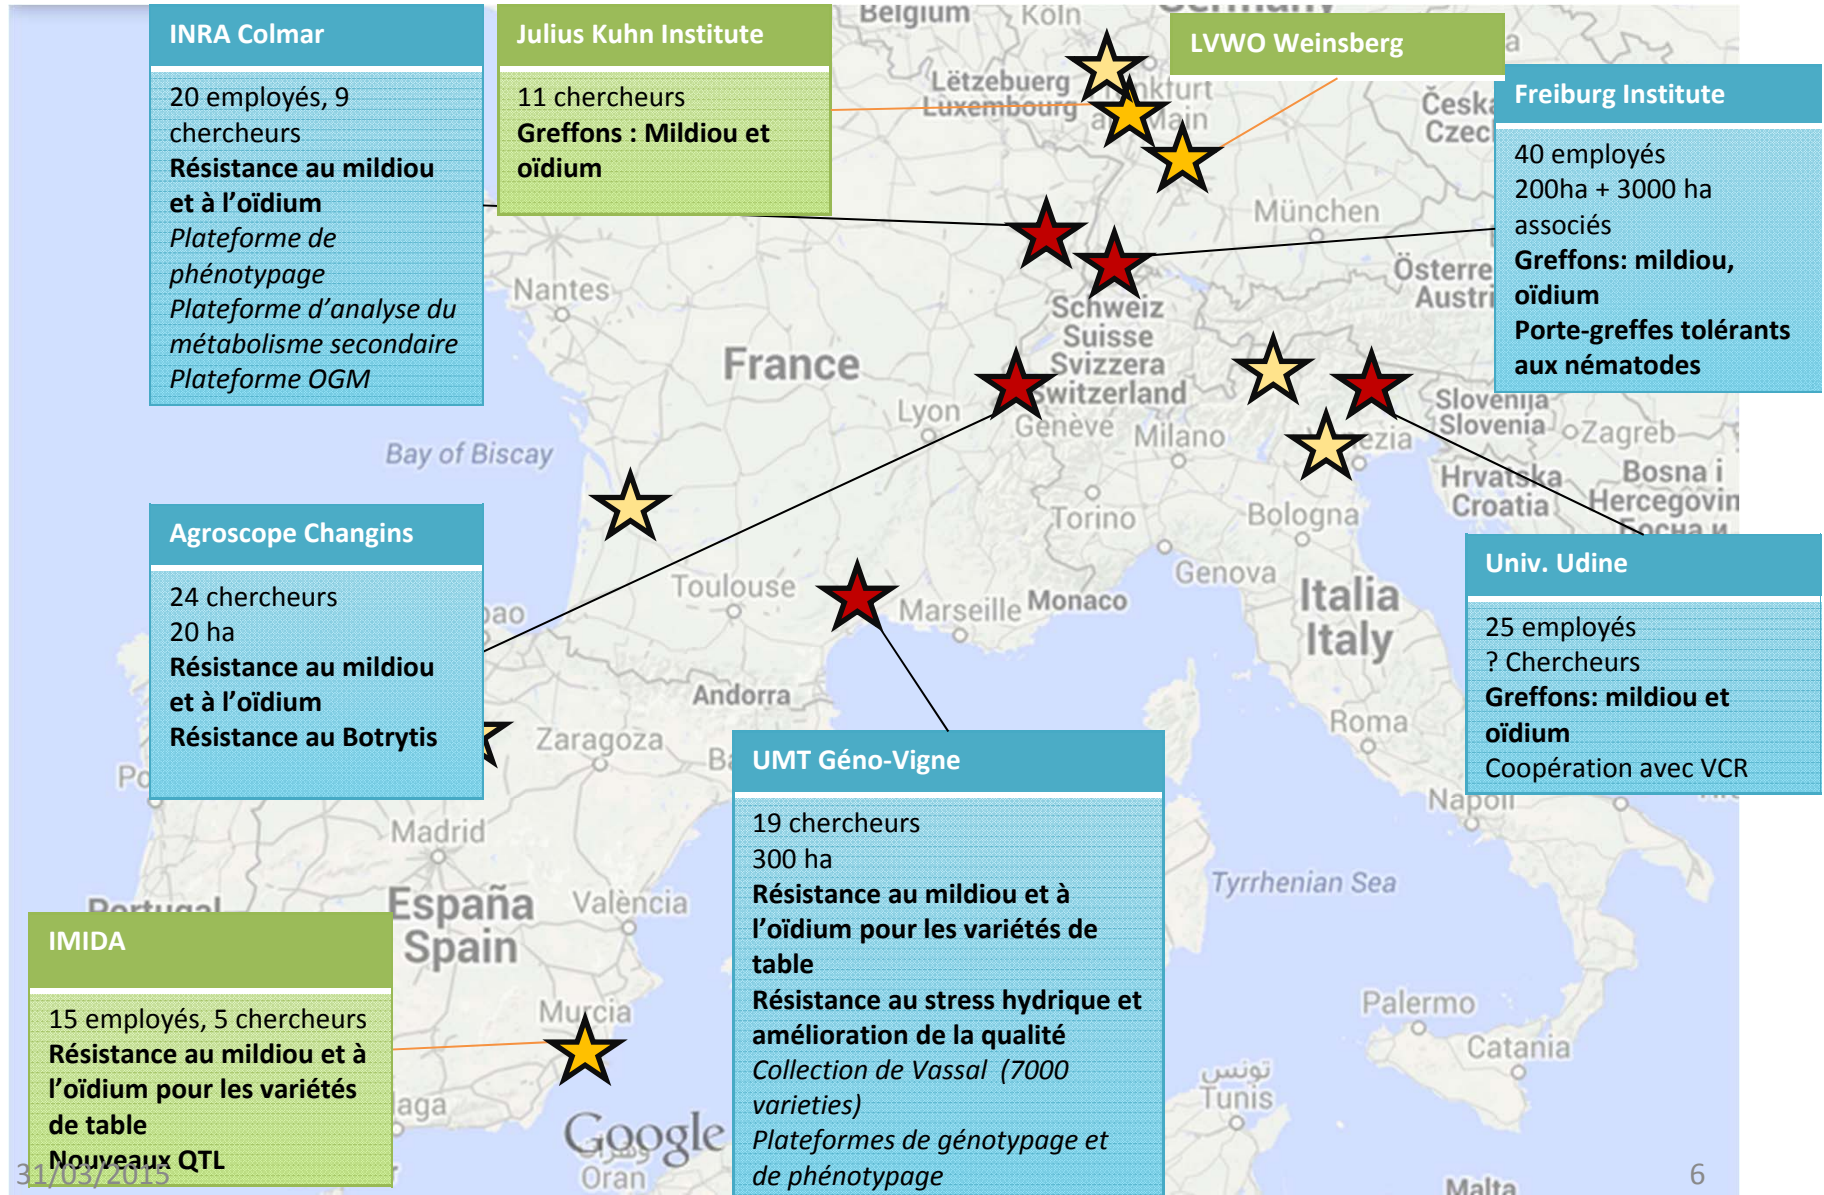 INRA Colmar
20 employés, 9
chercheurs
Résistance au mildiou
et à l’oïdium
Plateforme de
phénotypage
Plateforme d’analyse du
métabolisme secondaire
Plateforme OGM
Julius Kuhn Institute
11 chercheurs
Greffons : Mildiou et
oïdium
LVWO Weinsberg
Freiburg Institute
40 employés
200ha + 3000 ha
associés
Greffons: mildiou,
oïdium
Porte-greffes tolérants
aux nématodes
Agroscope Changins
24 chercheurs
20 ha
Résistance au mildiou
et à l’oïdium
Résistance au Botrytis
Univ. Udine
25 employés
? Chercheurs
Greffons: mildiou et
oïdium
Coopération avec VCR
UMT Géno-Vigne
19 chercheurs
300 ha
Résistance au mildiou et à
l’oïdium pour les variétés de
table
Résistance au stress hydrique et
amélioration de la qualité
Collection de Vassal (7000
varieties)
Plateformes de génotypage et
de phénotypage
IMIDA
15 employés, 5 chercheurs
Résistance au mildiou et à
l’oïdium pour les variétés
de table
Nouveaux QTL
Belgium
Köln
Germany
Lëtzebuerg
Luxembourg
München
Nantes
France
Schweiz
Suisse
Svizzera
Switzerland
Lyon
Genève
Milano
Slovenija
Slovenia
Zagreb
Hrvatska
Croatia
Bosna i
Bay of Biscay
Torino
Bologna
Genova
Toulouse
Marseille
Monaco
Italia
Italy
Andorra
Zaragoza
Roma
Napoli
Madrid
Portugal
España
Spain
València
Tyrrhenian Sea
Murcia
Palermo
Catania
تونس
Tunis
Google
وهران
Oran
Malta
31/03/2015
6